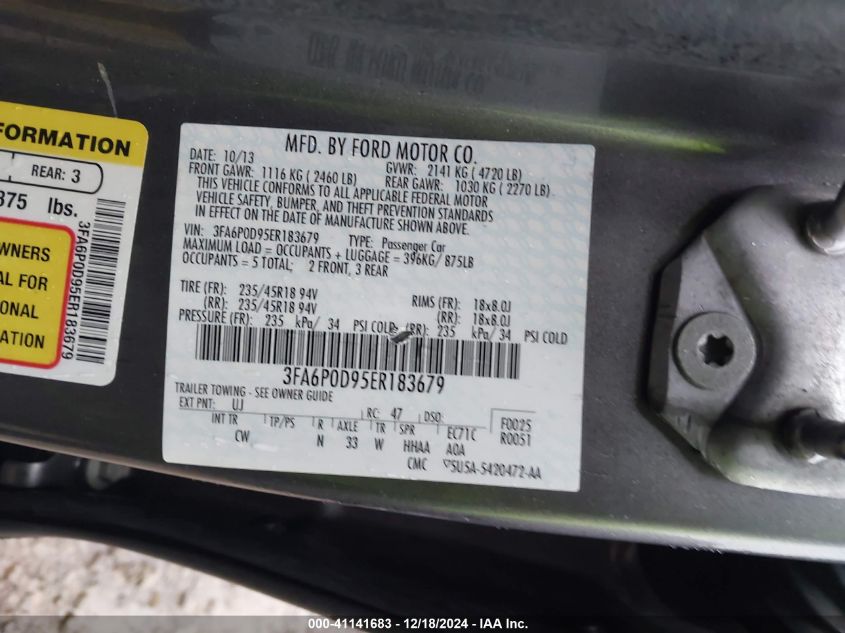 FORMATION
REAR: 3
375 lbs.
WNERS
AL FOR
ONAL
ATION
3FA6P0D95ER183679
MFD. BY FORD MOTOR CO.
DATE: 10/13 GVWR: 2141 KG ( 4720 LB)
FRONT GAWR: 1116 KG ( 2460 LB) REAR GAWR: 1030 KG ( 2270 LB)
THIS VEHICLE CONFORMS TO ALL APPLICABLE FEDERAL MOTOR
VEHICLE SAFETY, BUMPER, AND THEFT PREVENTION STANDARDS
IN EFFECT ON THE DATE OF MANUFACTURE SHOWN ABOVE.
VIN: 3FA6P0D95ER183679 TYPE: Passenger Car
MAXIMUM LOAD = OCCUPANTS + LUGGAGE = 396KG/ 875LB
OCCUPANTS = 5 TOTAL; 2 FRONT, 3 REAR
TIRE (FR): 235/45R18 94V RIMS (FR): 18x8.0J
(RR): 235/45R18 94V (RR): 18x8.0J
PRESSURE (FR): 235 kPa/ 34 PSI COLD (RR): 235 kPa/34 PSI COLD
3FA6P0D95ER183679
TRAILER TOWING - SEE OWNER GUIDE
EXT PNT: UJ RC: 47 DSO: F0025
INT TR TP/PS R AXLE TR SPR EC71C R0051
CW N 33 W HHAA AOA
CMC ▽5U5A-5420472-AA
000-41141683 - 12/18/2024 - IAAI INC.